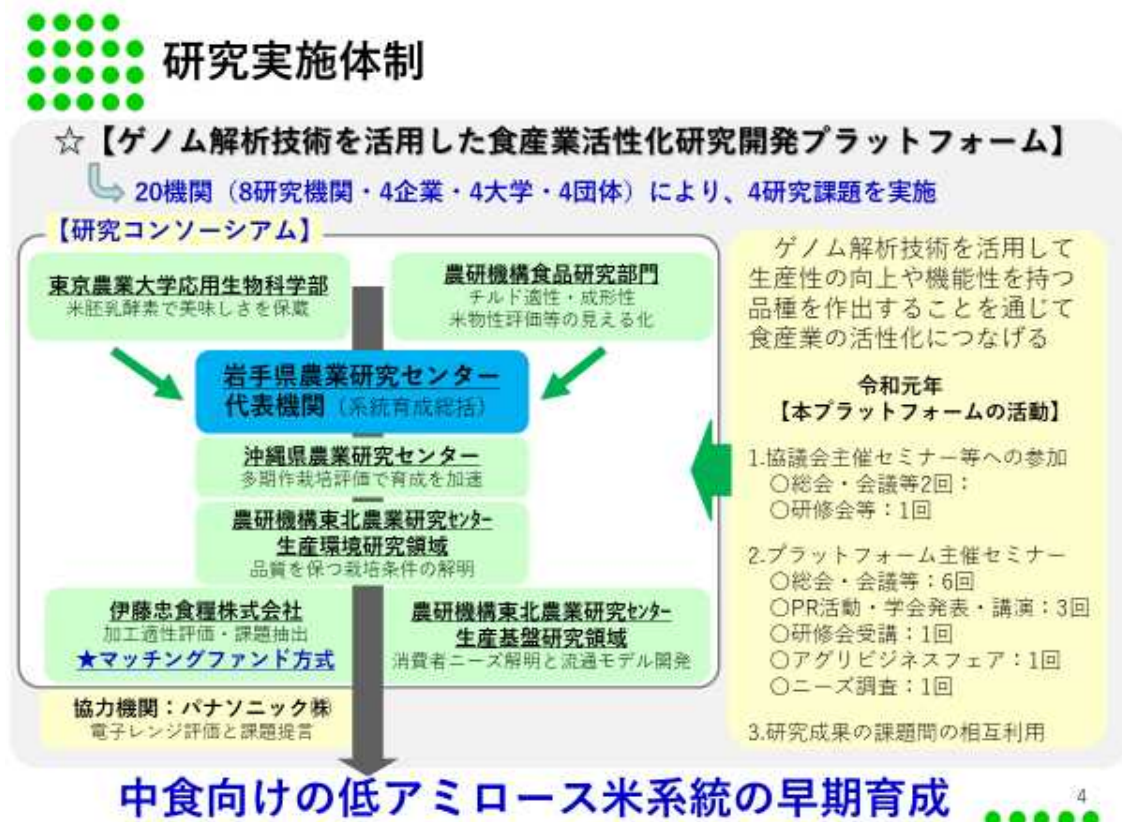 研究実施体制
☆【ゲノム解析技術を活用した食産業活性化研究開発プラットフォーム】
20機関（8研究機関・4企業・4大学・4団体）により、4研究課題を実施
【研究コンソーシアム】
東京農業大学応用生物科学部
米胚乳酵素で美味しさを保蔵
農研機構食品研究部門
チルド適性・成形性
米物性評価等の見える化
岩手県農業研究センター
代表機関（系統育成総括）
沖縄県農業研究センター
多期作栽培評価で育成を加速
農研機構東北農業研究ｾﾝﾀｰ
生産環境研究領域
品質を保つ栽培条件の解明
伊藤忠食糧株式会社
加工適性評価・課題抽出
★マッチングファンド方式
農研機構東北農業研究ｾﾝﾀｰ
生産基盤研究領域
消費者ニーズ解明と流通モデル開発
協力機関：パナソニック㈱
電子レンジ評価と課題提言
ゲノム解析技術を活用して
生産性の向上や機能性を持つ
品種を作出することを通じて
食産業の活性化につなげる
令和元年
【本プラットフォームの活動】
1.協議会主催セミナー等への参加
〇総会・会議等2回：
〇研修会等：1回
2.プラットフォーム主催セミナー
〇総会・会議等：6回
〇PR活動・学会発表・講演：3回
〇研修会受講：1回
〇アグリビジネスフェア：1回
〇ニーズ調査：1回
3.研究成果の課題間の相互利用
中食向けの低アミロース米系統の早期育成
4